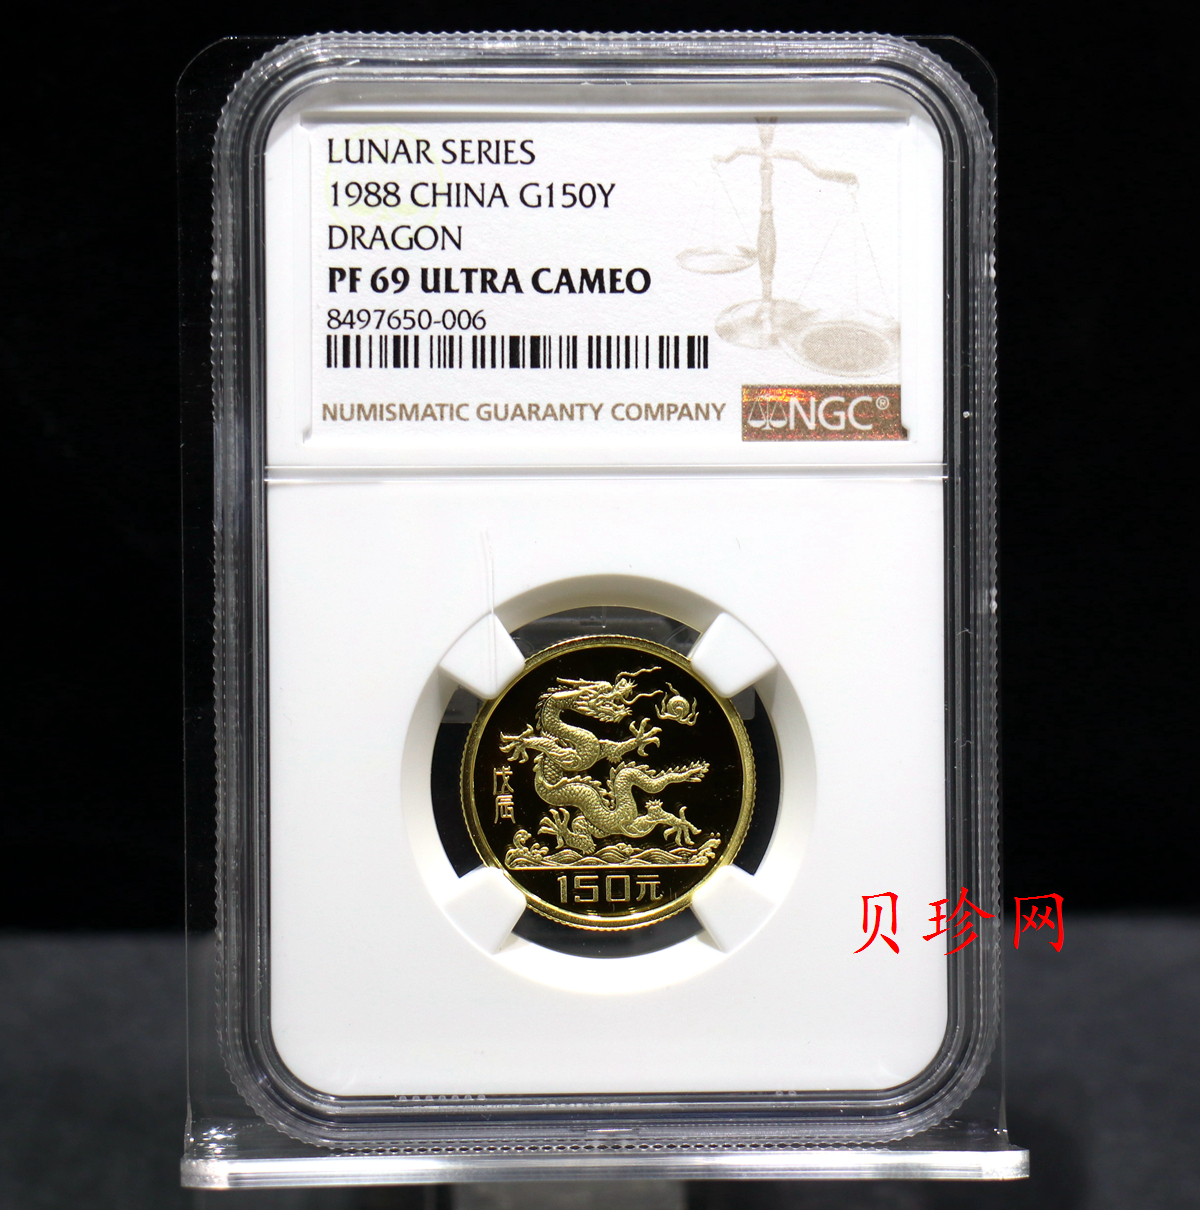 LUNAR SERIES
1988 CHINA G150Y
DRAGON
PF 69 ULTRA CAMEO
8497650-006
NUMISMATIC GUARANTY COMPANY
NGC®
戊辰
150元
贝珍网